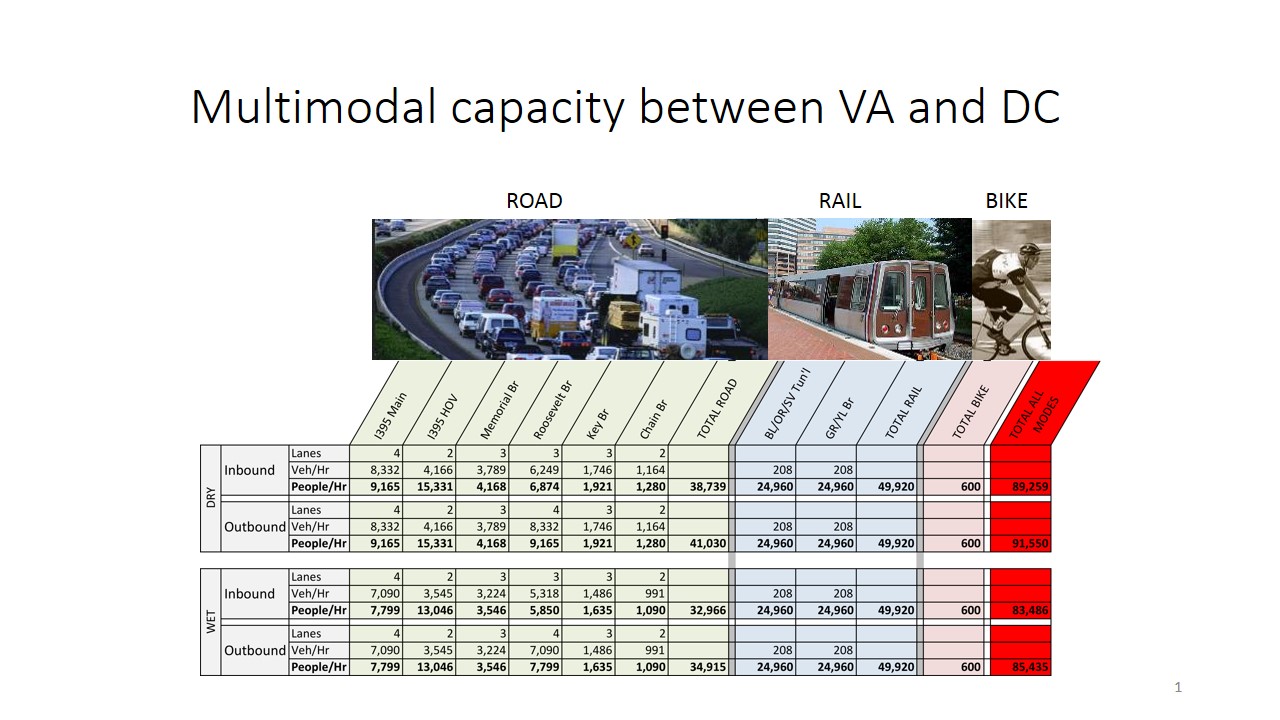 Multimodal capacity between VA and DC
ROAD RAIL BIKE
I395 Main I395 HOV Memorial Br Roosevelt Br Key Br Chain Br TOTAL ROAD BL/OR/SV Tun'l GR/YL Br TOTAL RAIL TOTAL BIKE TOTAL ALL MODES
DRY
Inbound
Lanes 4 2 3 3 3 2
Veh/Hr 8,332 4,166 3,789 6,249 1,746 1,164 208 208
People/Hr 9,165 15,331 4,168 6,874 1,921 1,280 38,739 24,960 24,960 49,920 600 89,259
Outbound
Lanes 4 2 3 4 3 2
Veh/Hr 8,332 4,166 3,789 8,332 1,746 1,164 208 208
People/Hr 9,165 15,331 4,168 9,165 1,921 1,280 41,030 24,960 24,960 49,920 600 91,550
WET
Inbound
Lanes 4 2 3 3 3 2
Veh/Hr 7,090 3,545 3,224 5,318 1,486 991 208 208
People/Hr 7,799 13,046 3,546 5,850 1,635 1,090 32,966 24,960 24,960 49,920 600 83,486
Outbound
Lanes 4 2 3 4 3 2
Veh/Hr 7,090 3,545 3,224 7,090 1,486 991 208 208
People/Hr 7,799 13,046 3,546 7,799 1,635 1,090 34,915 24,960 24,960 49,920 600 85,435
1